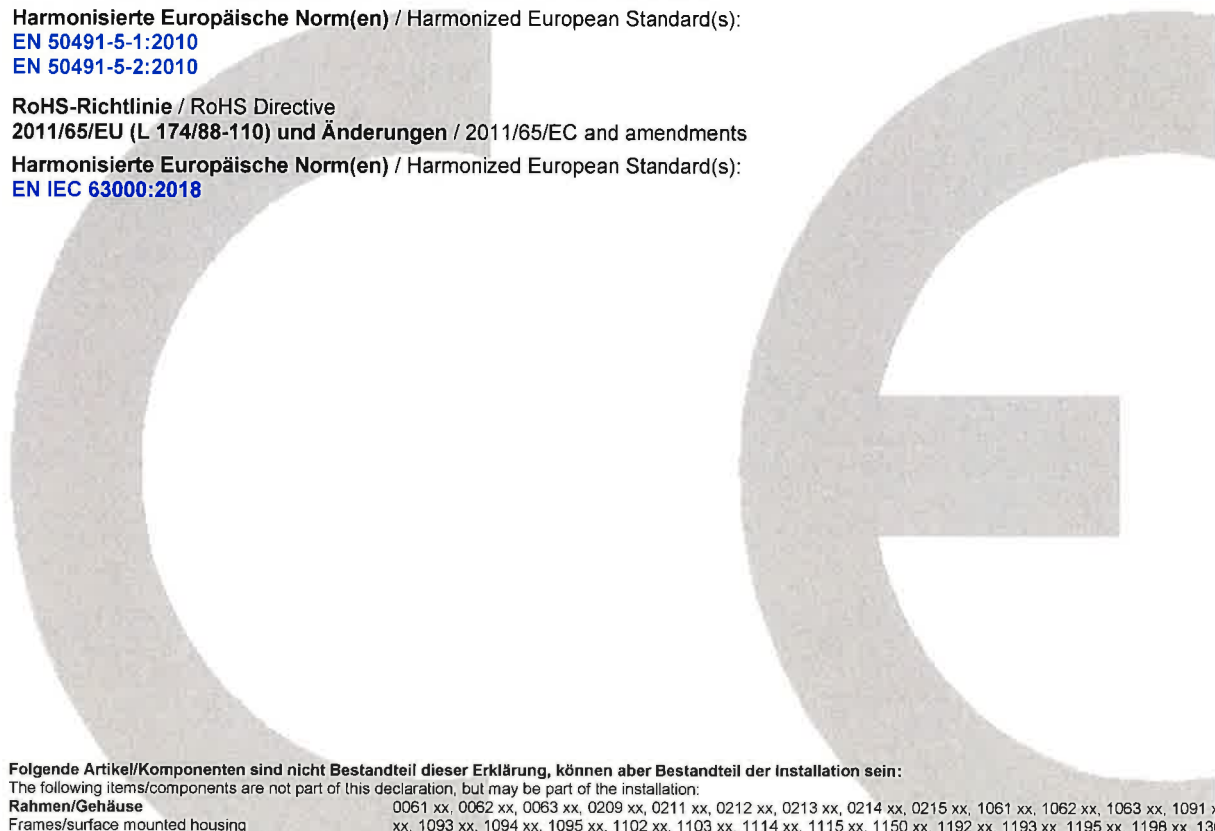 Harmonisierte Europäische Norm(en) / Harmonized European Standard(s):
EN 50491-5-1:2010
EN 50491-5-2:2010
RoHS-Richtlinie / RoHS Directive
2011/65/EU (L 174/88-110) und Änderungen / 2011/65/EC and amendments
Harmonisierte Europäische Norm(en) / Harmonized European Standard(s):
EN IEC 63000:2018
CE
Folgende Artikel/Komponenten sind nicht Bestandteil dieser Erklärung, können aber Bestandteil der Installation sein:
The following items/components are not part of this declaration, but may be part of the installation:
Rahmen/Gehäuse 0061 xx, 0062 xx, 0063 xx, 0209 xx, 0211 xx, 0212 xx, 0213 xx, 0214 xx, 0215 xx, 1061 xx, 1062 xx, 1063 xx, 1091
Frames/surface mounted housing xx, 1093 xx, 1094 xx, 1095 xx, 1102 xx, 1103 xx, 1114 xx, 1115 xx, 1150 xx, 1192 xx, 1193 xx, 1195 xx, 1198 xx,